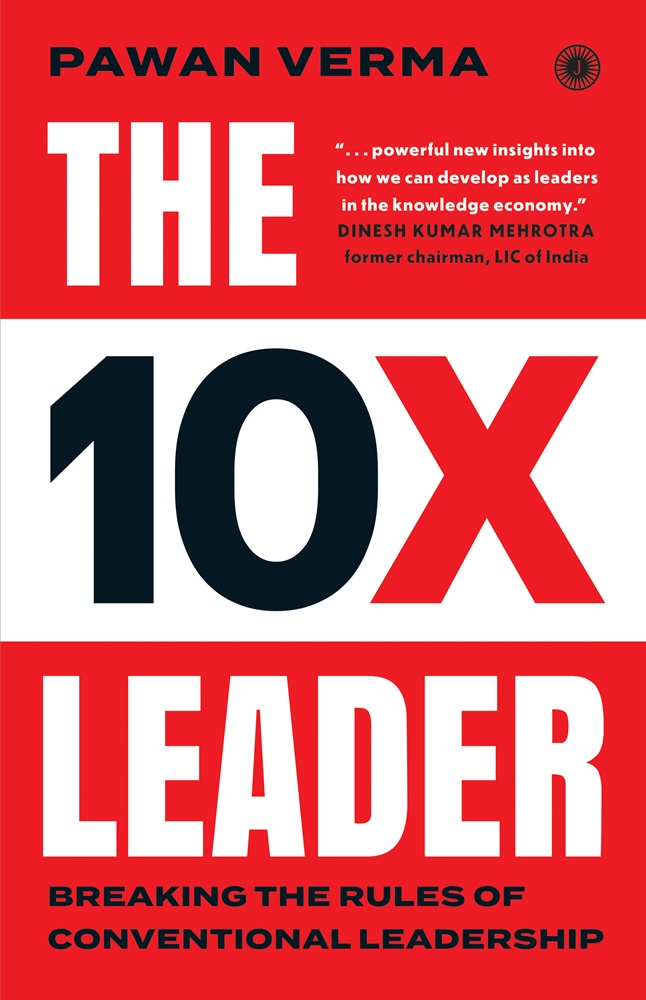 PAWAN VERMA
J
THE
“. . . powerful new insights into
how we can develop as leaders
in the knowledge economy.”
DINESH KUMAR MEHROTRA
former chairman, LIC of India
10X
LEADER
BREAKING THE RULES OF
CONVENTIONAL LEADERSHIP